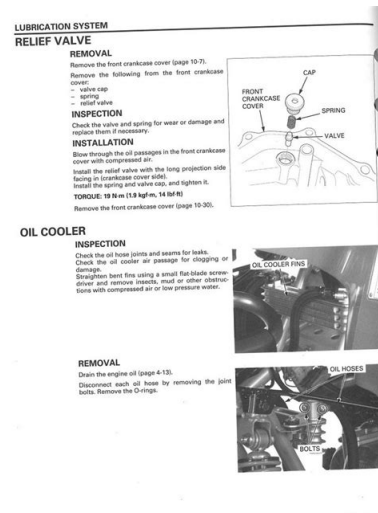 LUBRICATION SYSTEM
RELIEF VALVE
REMOVAL
Remove the front crankcase cover (page 10-7).
Remove the following from the front crankcase
cover:
– valve cap
– spring
– relief valve
INSPECTION
Check the valve and spring for wear or damage and
replace them if necessary.
INSTALLATION
Blow through the oil passages in the front crankcase
cover with compressed air.
Install the relief valve with the long projection side
facing in (crankcase cover side).
Install the spring and valve cap, and tighten it.
TORQUE: 19 N·m (1.9 kgf·m, 14 lbf·ft)
Remove the front crankcase cover (page 10-30).
CAP
FRONT
CRANKCASE
COVER
SPRING
VALVE
OIL COOLER
INSPECTION
Check the oil hose joints and seams for leaks.
Check the oil cooler air passage for clogging or
damage.
Straighten bent fins using a small flat-blade screw-
driver and remove insects, mud or other obstruc-
tions with compressed air or low pressure water.
OIL COOLER FINS
REMOVAL
Drain the engine oil (page 4-13).
Disconnect each oil hose by removing the joint
bolts. Remove the O-rings.
OIL HOSES
BOLTS